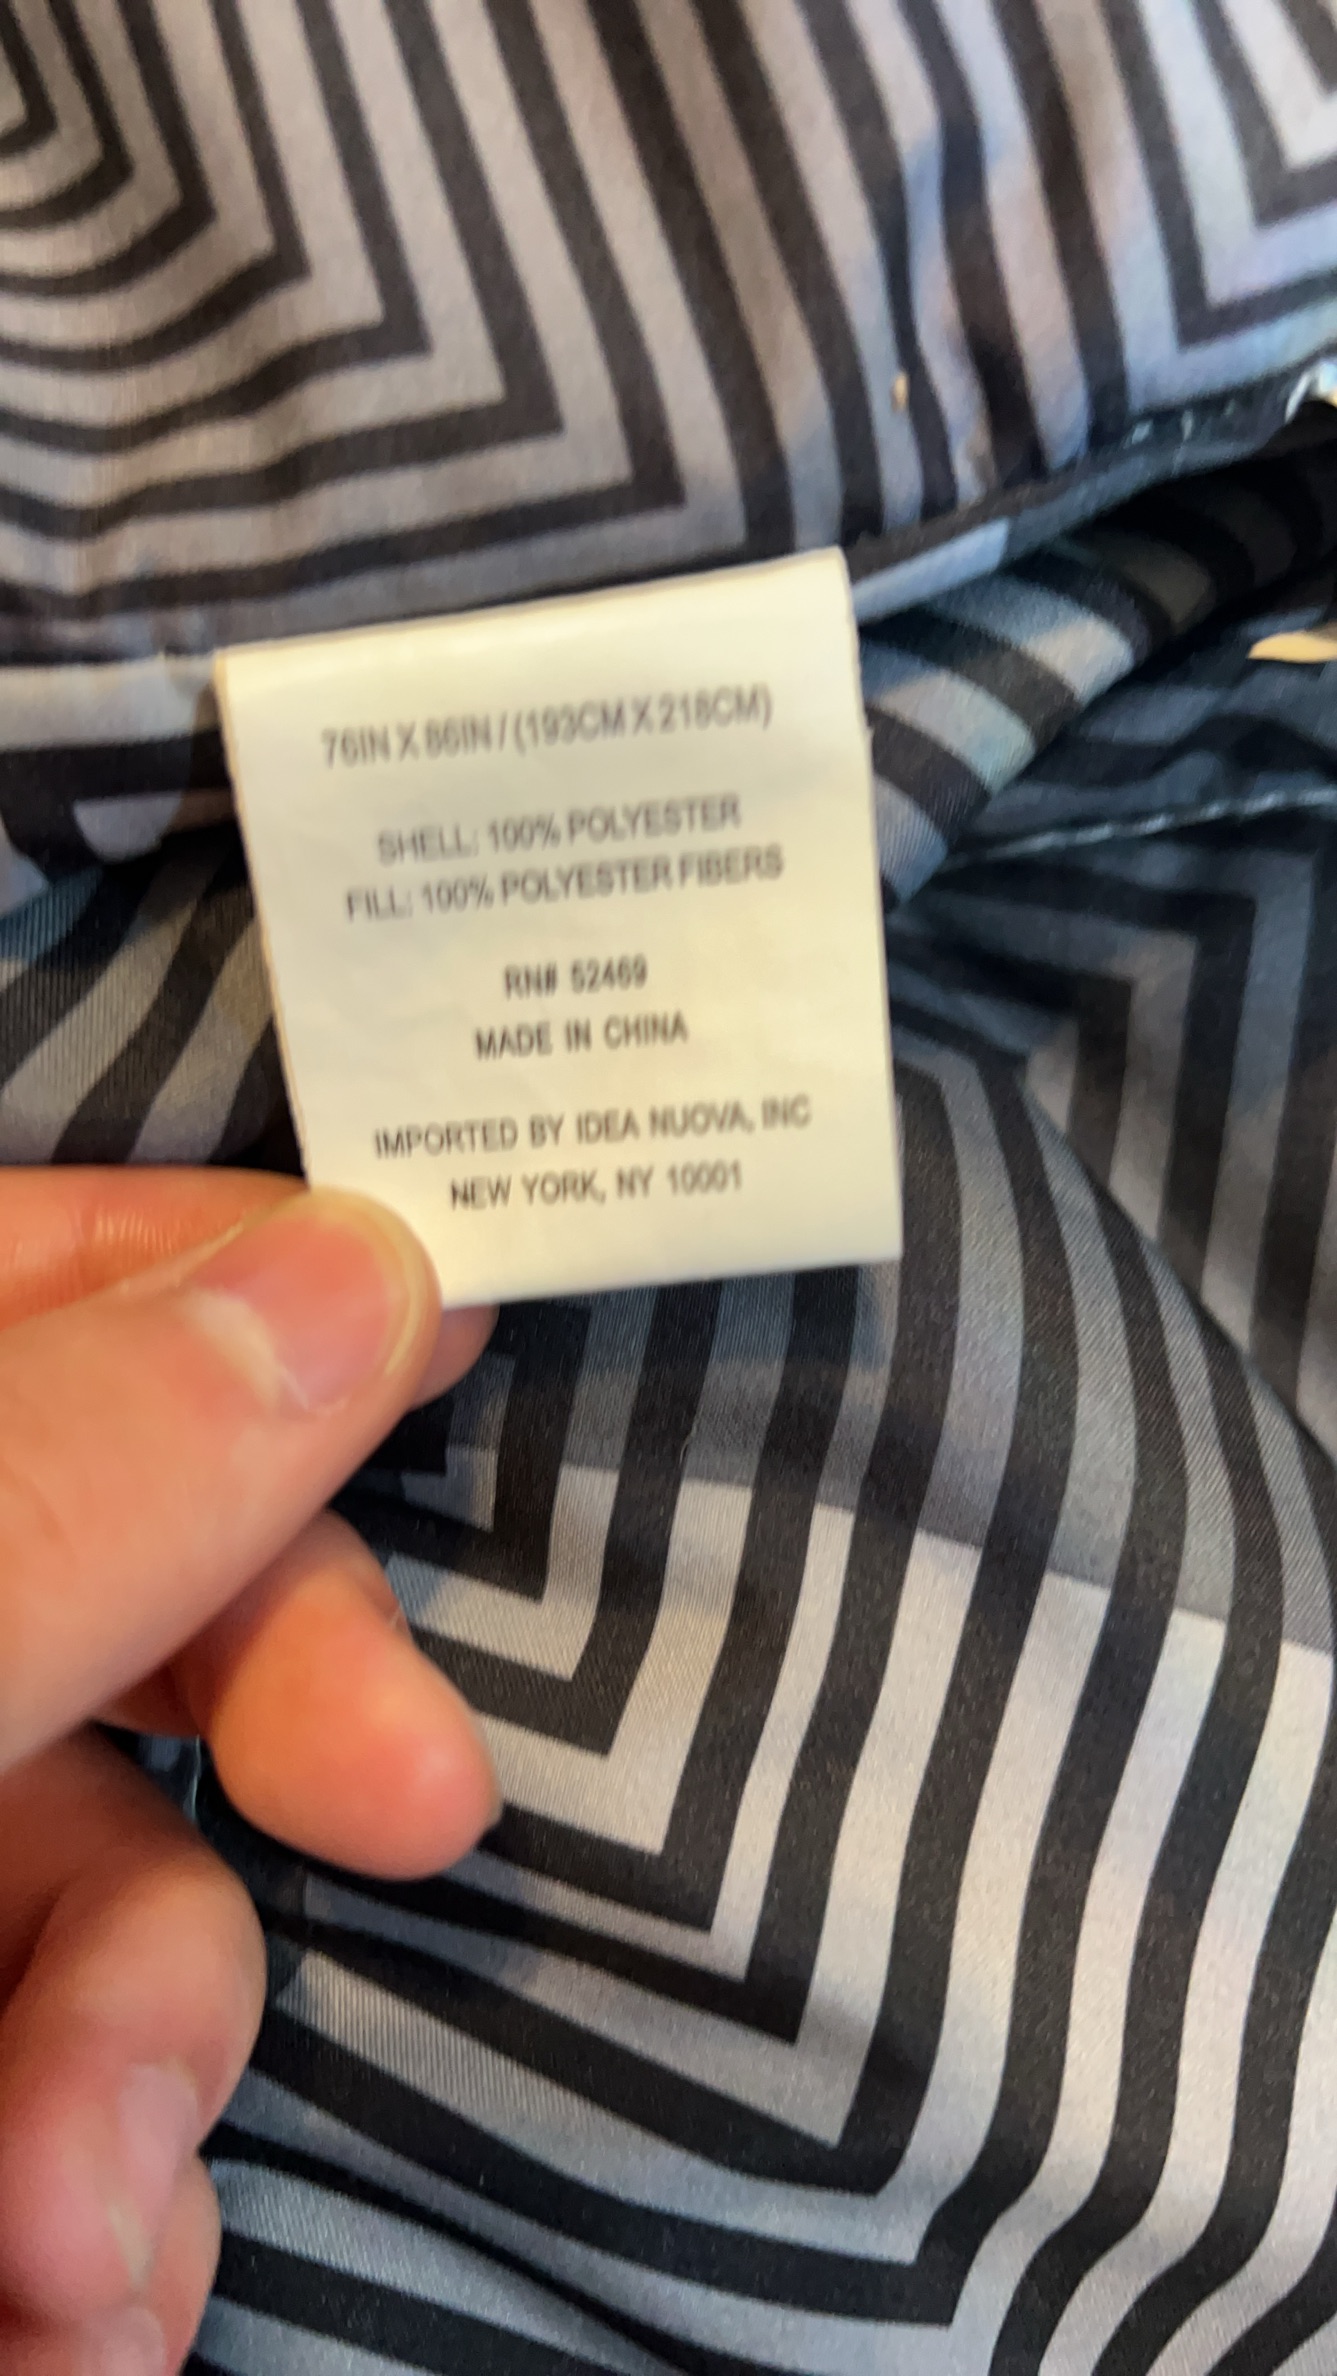 76IN X 86IN / (193CM X 218CM)
SHELL: 100% POLYESTER
FILL: 100% POLYESTER FIBERS
RN# 52469
MADE IN CHINA
IMPORTED BY IDEA NUOVA, INC
NEW YORK, NY 10001